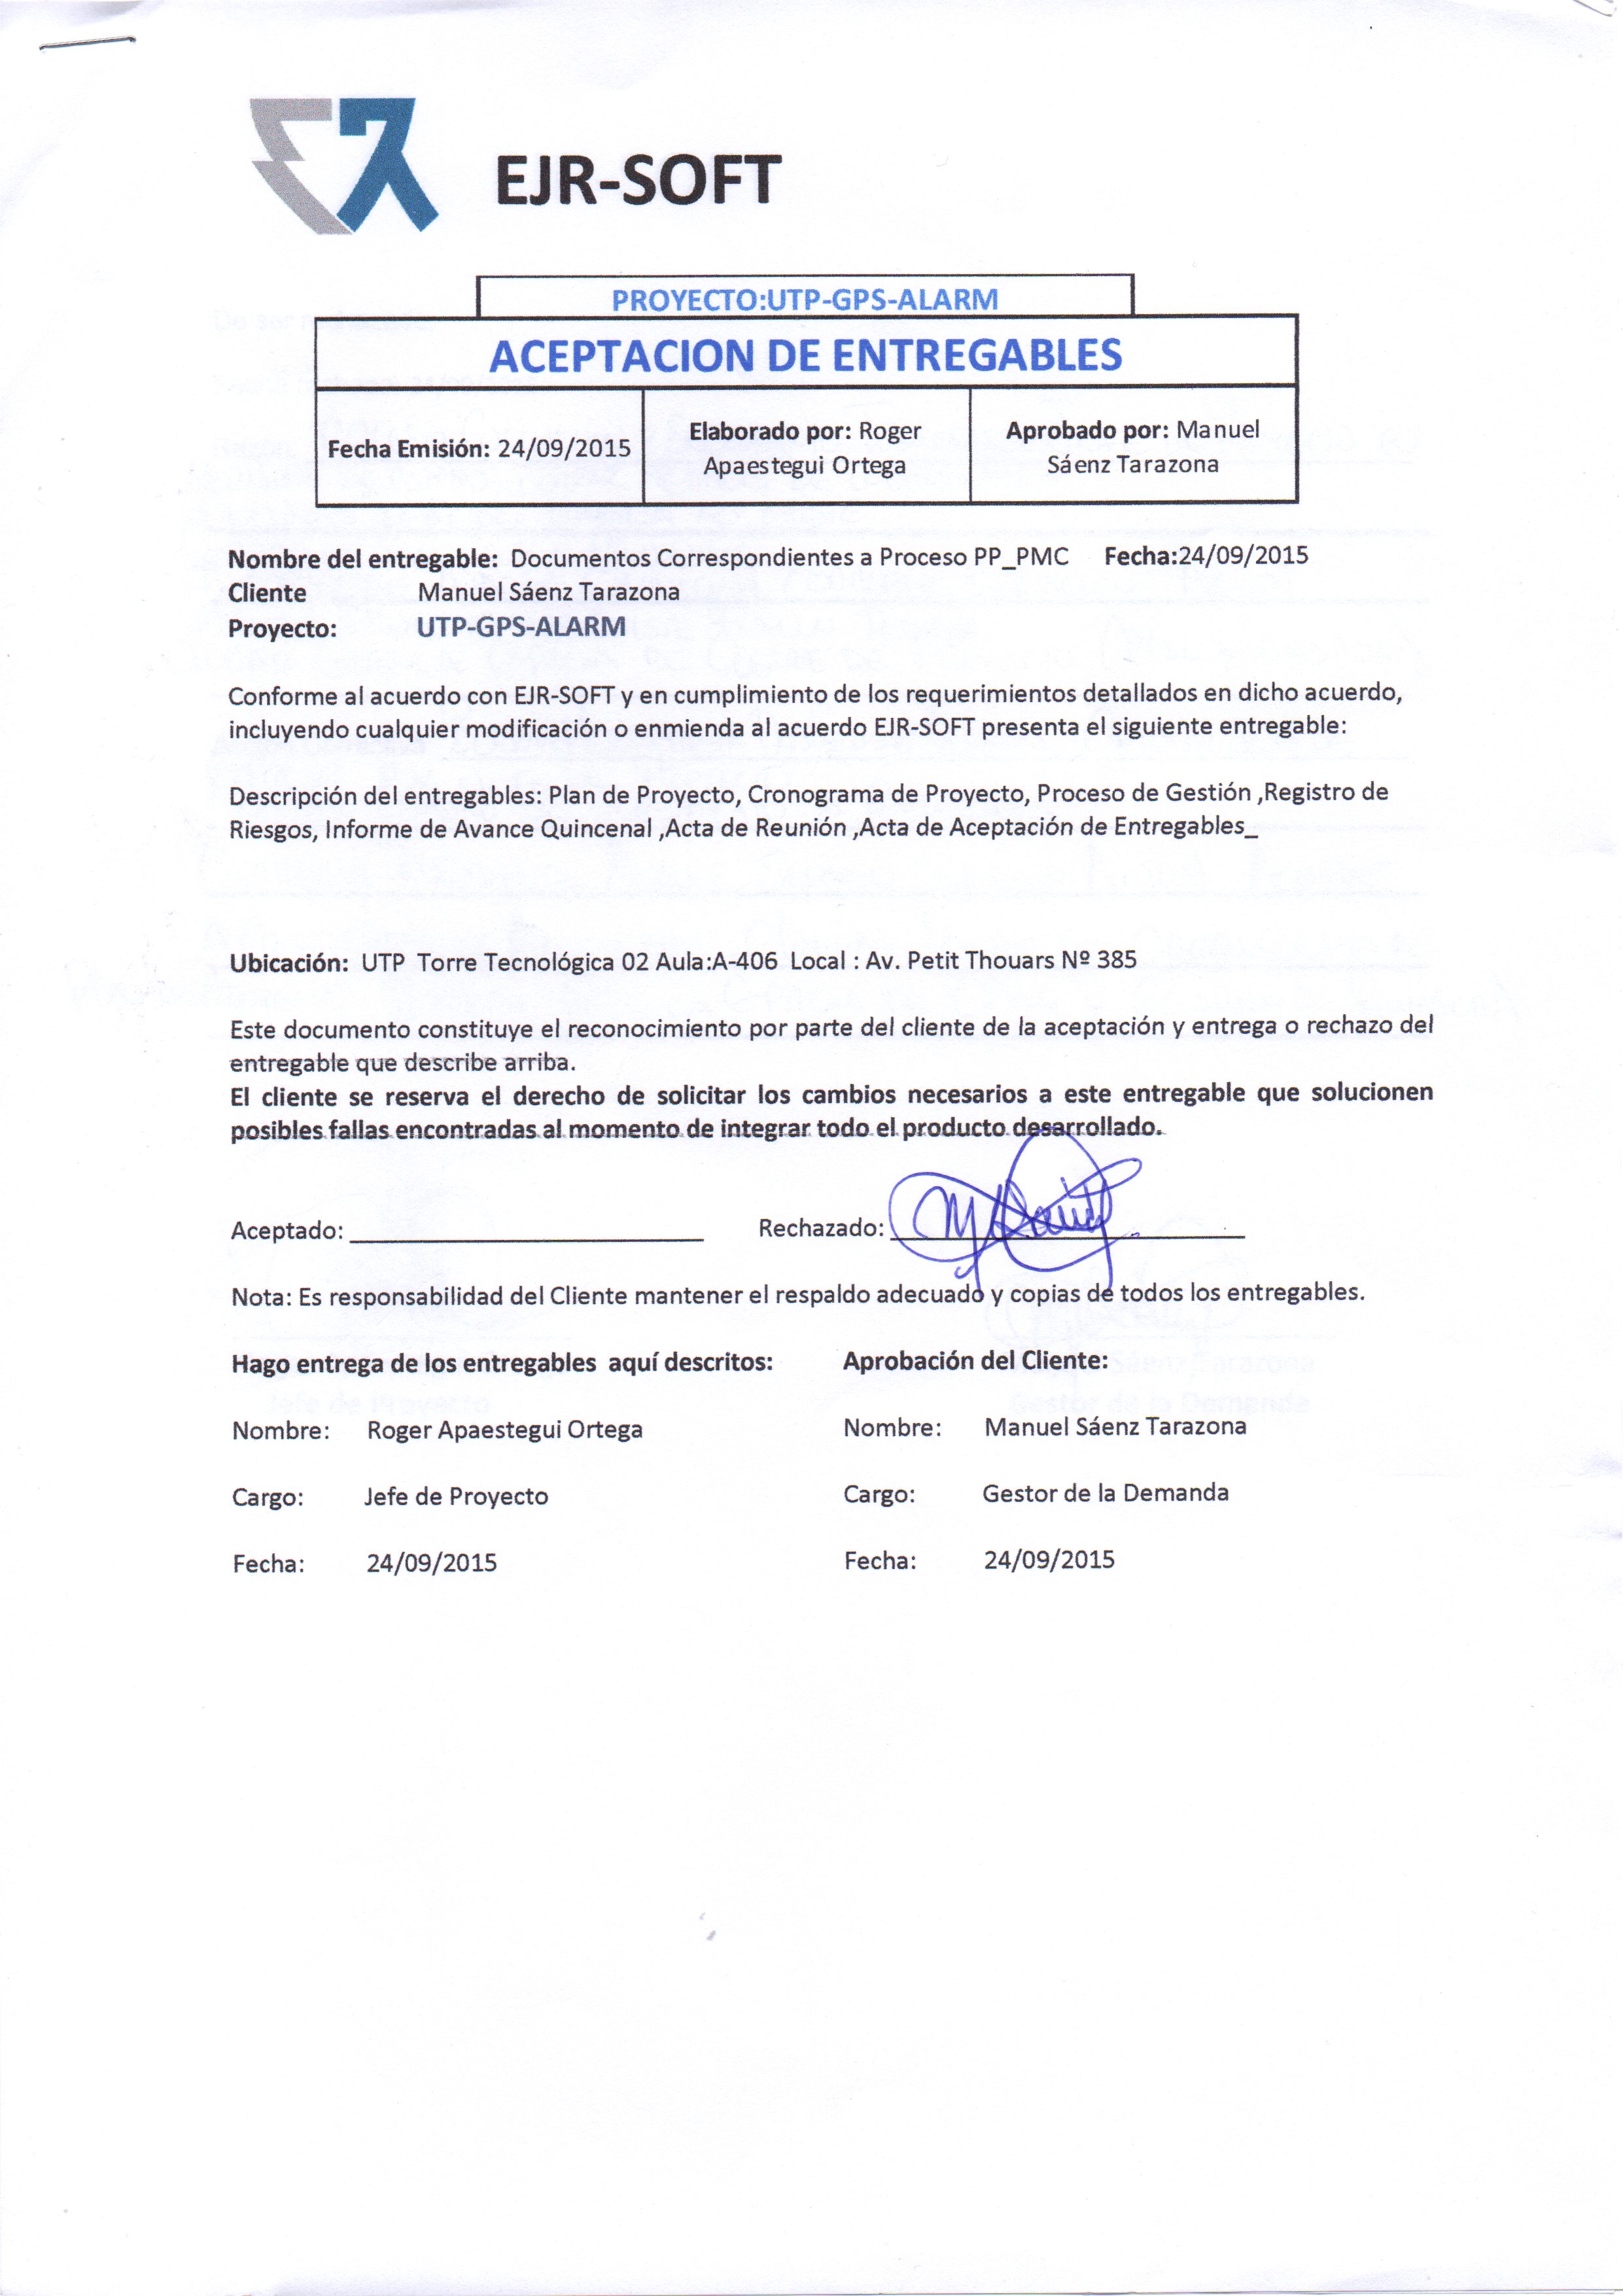 EJR-SOFT
PROYECTO:UTP-GPS-ALARM
ACEPTACION DE ENTREGABLES
Fecha Emisión: 24/09/2015
Elaborado por: Roger
Apaestegui Ortega
Aprobado por: Manuel
Sáenz Tarazona
Nombre del entregable: Documentos Correspondientes a Proceso PP_PMC Fecha:24/09/2015
Cliente Manuel Sáenz Tarazona
Proyecto: UTP-GPS-ALARM
Conforme al acuerdo con EJR-SOFT y en cumplimiento de los requerimientos detallados en dicho acuerdo,
incluyendo cualquier modificación o enmienda al acuerdo EJR-SOFT presenta el siguiente entregable:
Descripción del entregables: Plan de Proyecto, Cronograma de Proyecto, Proceso de Gestión ,Registro de
Riesgos, Informe de Avance Quincenal ,Acta de Reunión ,Acta de Aceptación de Entregables_
Ubicación: UTP Torre Tecnológica 02 Aula:A-406 Local : Av. Petit Thouars Nº 385
Este documento constituye el reconocimiento por parte del cliente de la aceptación y entrega o rechazo del
entregable que describe arriba.
El cliente se reserva el derecho de solicitar los cambios necesarios a este entregable que solucionen
posibles fallas encontradas al momento de integrar todo el producto desarrollado.
Aceptado: Rechazado:
Nota: Es responsabilidad del Cliente mantener el respaldo adecuado y copias de todos los entregables.
Hago entrega de los entregables aquí descritos: Aprobación del Cliente:
Nombre: Roger Apaestegui Ortega Nombre: Manuel Sáenz Tarazona
Cargo: Jefe de Proyecto Cargo: Gestor de la Demanda
Fecha: 24/09/2015 Fecha: 24/09/2015